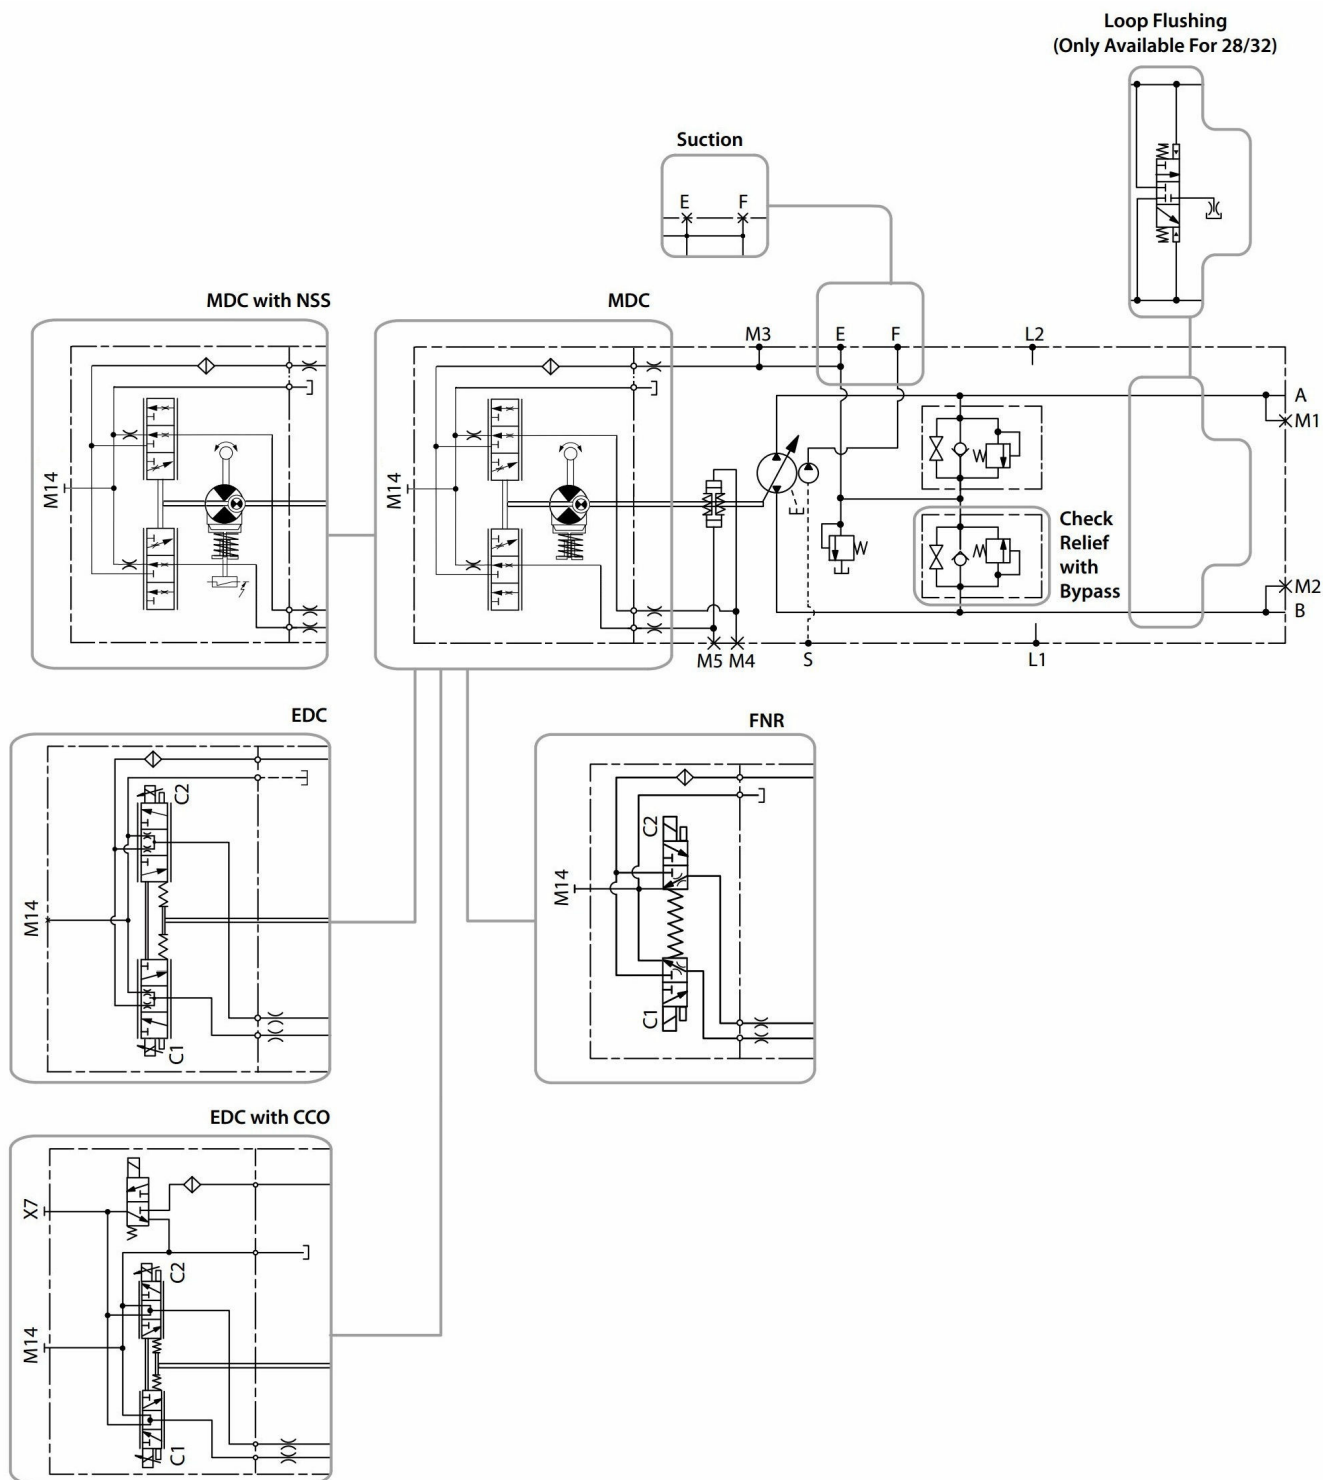 Loop Flushing
(Only Available For 28/32)
Suction
E F
MDC with NSS
MDC
M3
E
F
L2
A
M1
M14
M14
Check
Relief
with
Bypass
M2
B
M5 M4
S
L1
EDC
FNR
C2
M14
C1
C2
M14
C1
EDC with CCO
X7
C2
M14
C1